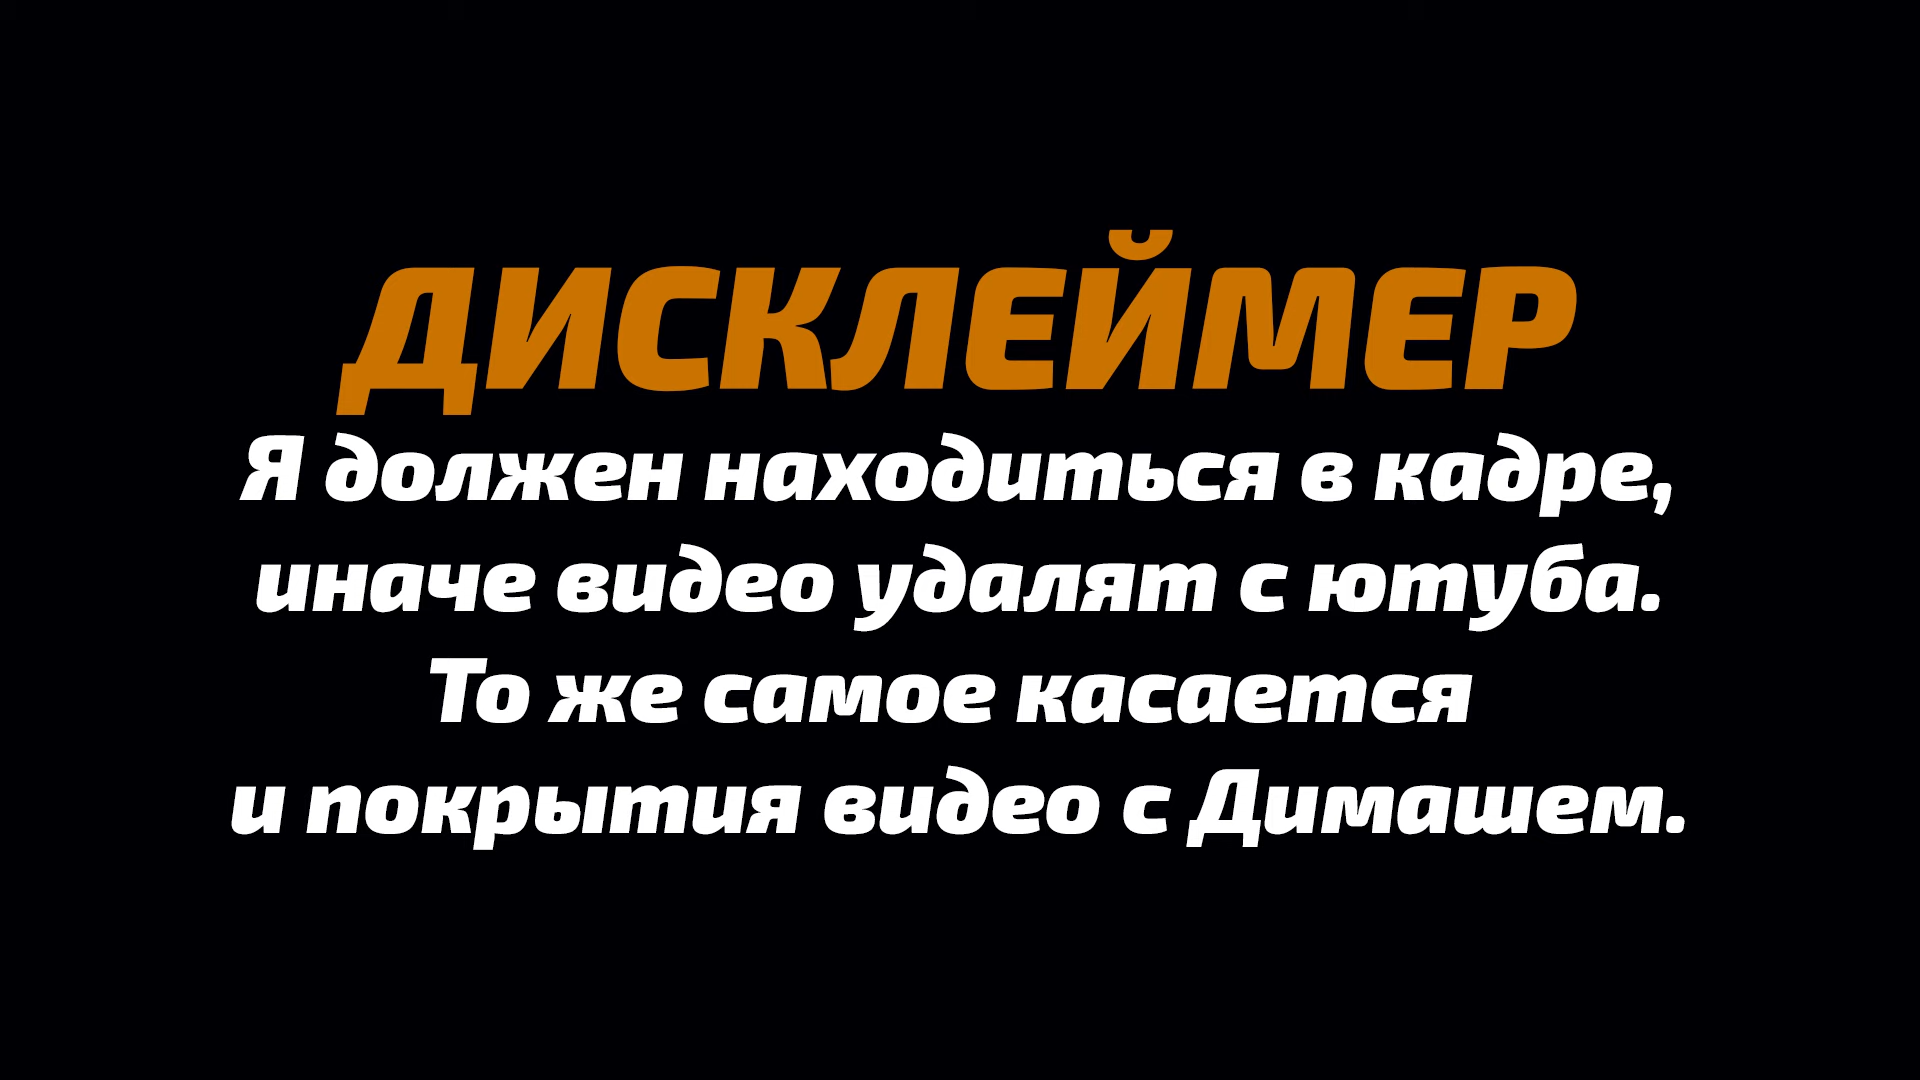 ДИСКЛЕЙМЕР
Я должен находиться в кадре,
иначе видео удалят с ютуба.
То же самое касается
и покрытия видео с Димашем.